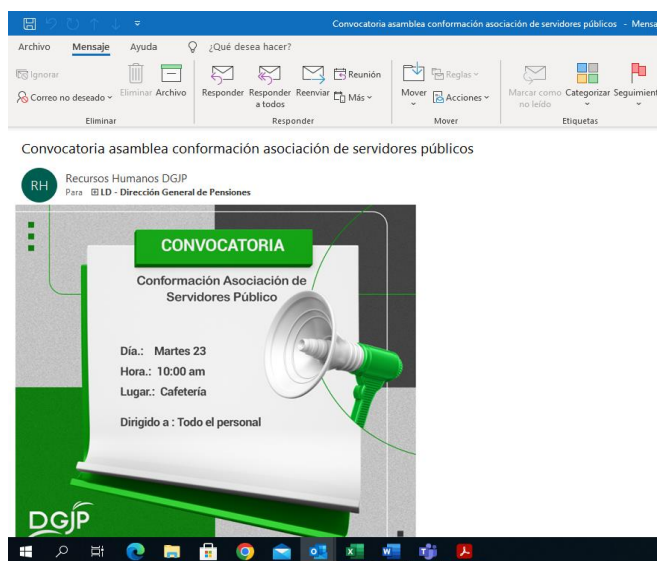 Convocatoria asamblea conformación asociación de servidores públicos - Mensa
Archivo Mensaje Ayuda ¿Qué desea hacer?
Ignorar
Correo no deseado
Eliminar Archivo
Eliminar
Responder Responder a todos Reenviar
Reunión
Más
Responder
Mover
Reglas
Acciones
Mover
Marcar como no leído
Categorizar Seguimient
Etiquetas
Convocatoria asamblea conformación asociación de servidores públicos
RH
Recursos Humanos DGJP
Para LD - Dirección General de Pensiones
CONVOCATORIA
Conformación Asociación de
Servidores Público
Día.: Martes 23
Hora.: 10:00 am
Lugar.: Cafetería
Dirigido a : Todo el personal
DGJP